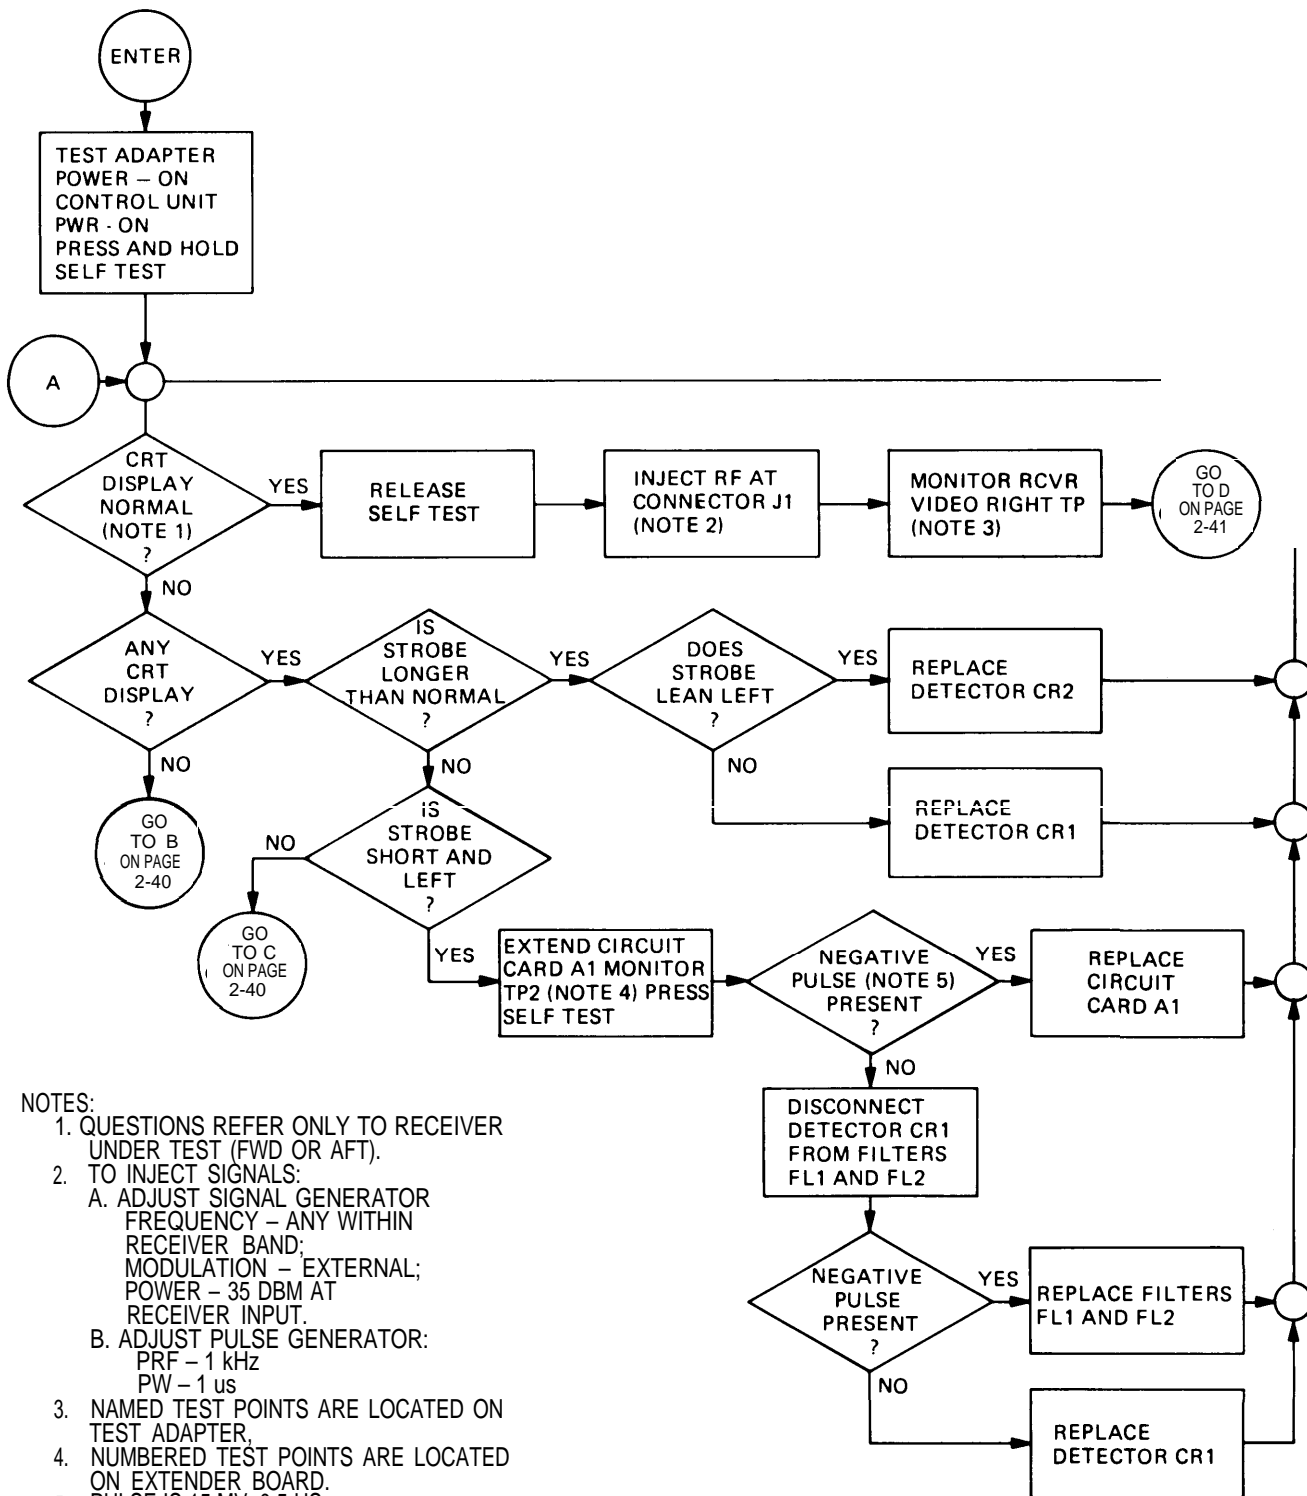 ENTER
TEST ADAPTER
POWER – ON
CONTROL UNIT
PWR - ON
PRESS AND HOLD
SELF TEST
A
CRT
DISPLAY
NORMAL
(NOTE 1)
?
YES
RELEASE
SELF TEST
INJECT RF AT
CONNECTOR J1
(NOTE 2)
MONITOR RCVR
VIDEO RIGHT TP
(NOTE 3)
GO
TO D
ON PAGE
2-41
NO
ANY
CRT
DISPLAY
?
YES
IS
STROBE
LONGER
THAN NORMAL
?
YES
DOES
STROBE
LEAN LEFT
?
YES
REPLACE
DETECTOR CR2
NO
GO
TO B
ON PAGE
2-40
NO
IS
STROBE
SHORT AND
LEFT
?
NO
REPLACE
DETECTOR CR1
NO
GO
TO C
ON PAGE
2-40
YES
EXTEND CIRCUIT
CARD A1 MONITOR
TP2 (NOTE 4) PRESS
SELF TEST
NEGATIVE
PULSE (NOTE 5)
PRESENT
?
YES
REPLACE
CIRCUIT
CARD A1
NO
DISCONNECT
DETECTOR CR1
FROM FILTERS
FL1 AND FL2
NEGATIVE
PULSE
PRESENT
?
YES
REPLACE FILTERS
FL1 AND FL2
NO
REPLACE
DETECTOR CR1
NOTES:
1. QUESTIONS REFER ONLY TO RECEIVER
UNDER TEST (FWD OR AFT).
2. TO INJECT SIGNALS:
A. ADJUST SIGNAL GENERATOR
FREQUENCY – ANY WITHIN
RECEIVER BAND;
MODULATION – EXTERNAL;
POWER – 35 DBM AT
RECEIVER INPUT.
B. ADJUST PULSE GENERATOR:
PRF – 1 kHz
PW – 1 us
3. NAMED TEST POINTS ARE LOCATED ON
TEST ADAPTER,
4. NUMBERED TEST POINTS ARE LOCATED
ON EXTENDER BOARD.